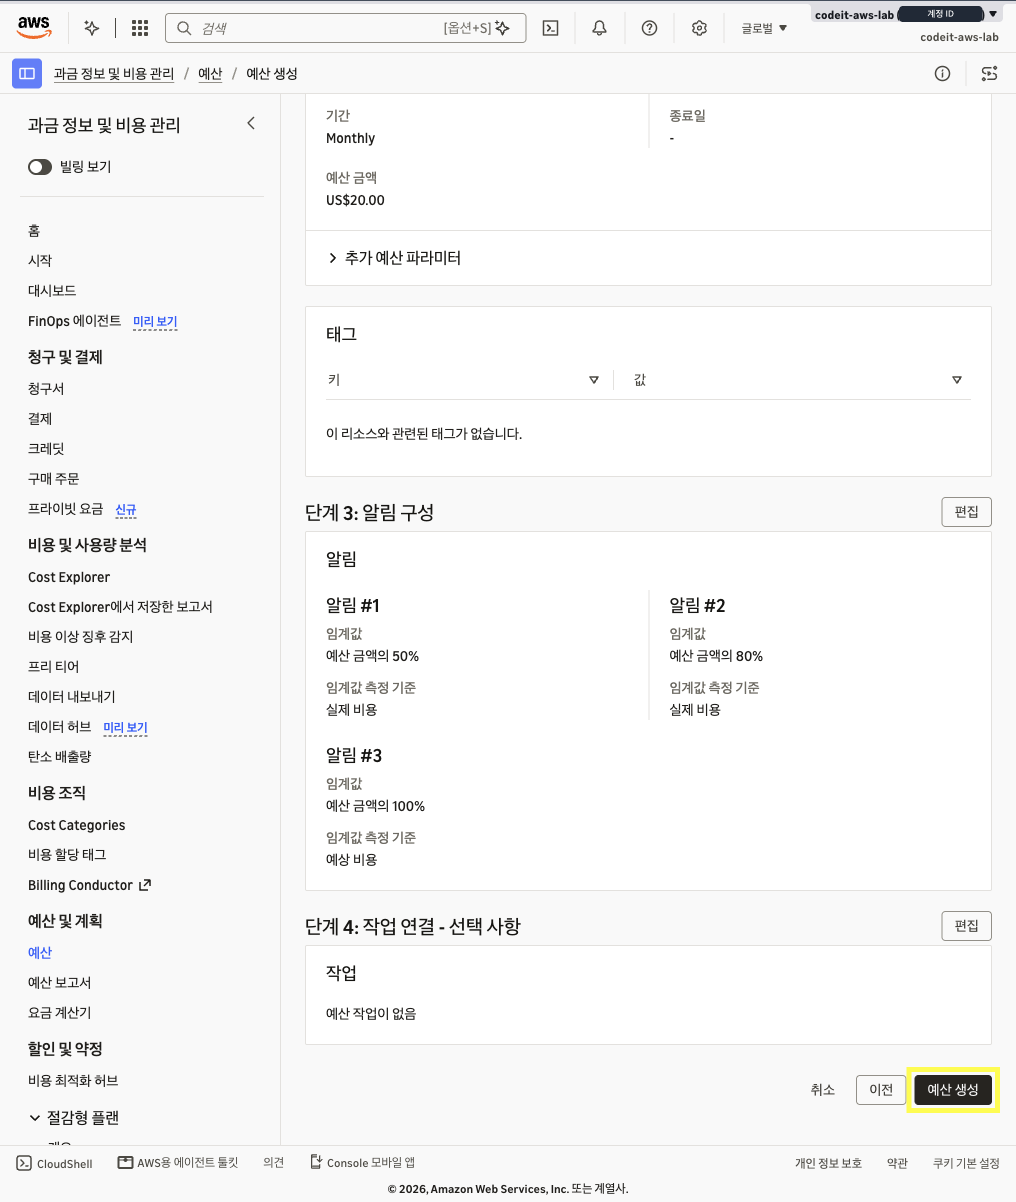 aws
검색
[옵션+S]
글로벌
codeit-aws-lab
계정 ID
codeit-aws-lab
과금 정보 및 비용 관리 / 예산 / 예산 생성
과금 정보 및 비용 관리
빌링 보기
홈
시작
대시보드
FinOps 에이전트 미리 보기
청구 및 결제
청구서
결제
크레딧
구매 주문
프라이빗 요금 신규
비용 및 사용량 분석
Cost Explorer
Cost Explorer에서 저장한 보고서
비용 이상 징후 감지
프리 티어
데이터 내보내기
데이터 허브 미리 보기
탄소 배출량
비용 조직
Cost Categories
비용 할당 태그
Billing Conductor
예산 및 계획
예산
예산 보고서
요금 계산기
할인 및 약정
비용 최적화 허브
절감형 플랜
기간
Monthly
종료일
-
예산 금액
US$20.00
추가 예산 파라미터
태그
키
값
이 리소스와 관련된 태그가 없습니다.
단계 3: 알림 구성
편집
알림
알림 #1
임계값
예산 금액의 50%
임계값 측정 기준
실제 비용
알림 #2
임계값
예산 금액의 80%
임계값 측정 기준
실제 비용
알림 #3
임계값
예산 금액의 100%
임계값 측정 기준
예상 비용
단계 4: 작업 연결 - 선택 사항
편집
작업
예산 작업이 없음
취소
이전
예산 생성
CloudShell
AWS용 에이전트 툴킷
의견
Console 모바일 앱
개인 정보 보호
약관
쿠키 기본 설정
© 2026, Amazon Web Services, Inc. 또는 계열사.